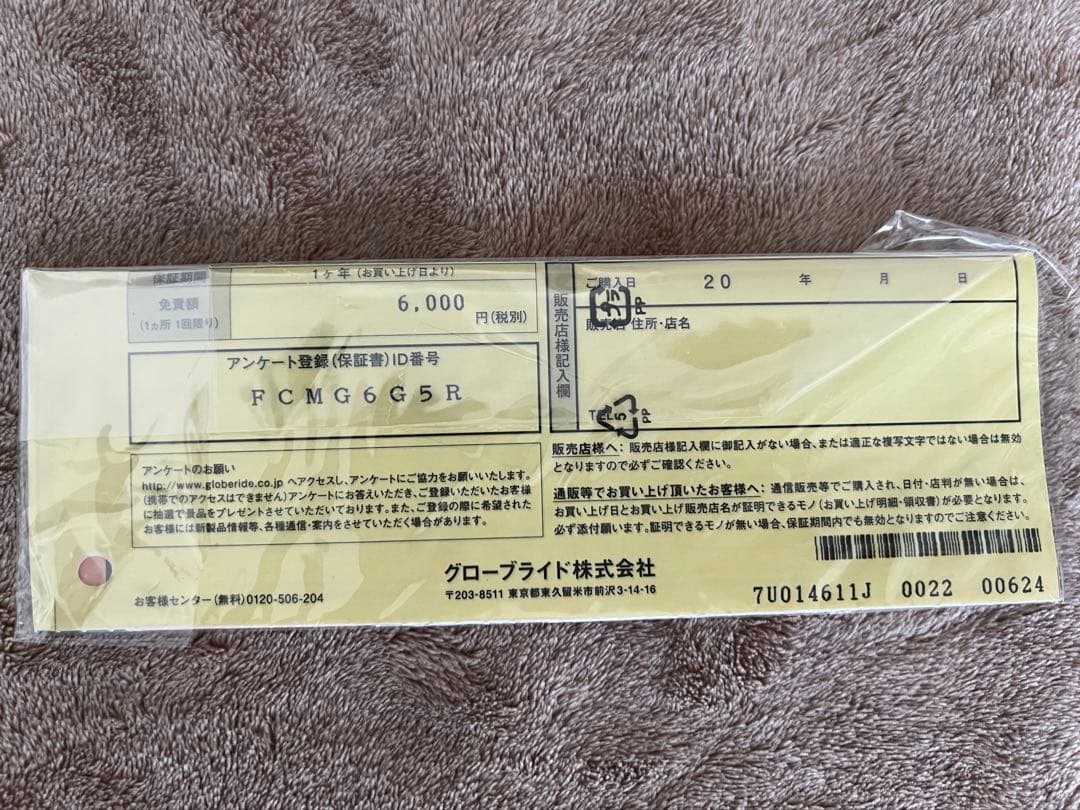 保証期間
1ヶ年 (お買い上げ日より)
免責額
(1ヵ所 1回限り)
6,000
円(税別)
アンケート登録(保証書)ID番号
FCMG6G5R
アンケートのお願い
http://www.globeride.co.jp へアクセスし、アンケートにご協力をお願いいたします。
(携帯でのアクセスはできません)アンケートにお答えいただき、ご登録いただいたお客様
に抽選で景品をプレゼントさせていただいております。また、ご登録の際に希望された
お客様には新製品情報等、各種通信・案内をさせていただく場合があります。
販売店様記入欄
ご購入日 20 年 月 日
プラ
PP
販売店 住所・店名
TEL
5
PP
販売店様へ: 販売店様記入欄に御記入がない場合、または適正な複写文字ではない場合は無効
となりますので必ずご確認ください。
通販等でお買い上げ頂いたお客様へ: 通信販売等でご購入され、日付・店判が無い場合は、
お買い上げ日とお買い上げ販売店名が証明できるモノ(お買い上げ明細・領収書)が必要となります。
必ず添付願います。証明できるモノが無い場合、保証期間内でも無効となりますのでご注意ください。
グローブライド株式会社
〒203-8511 東京都東久留米市前沢3-14-16
お客様センター(無料)0120-506-204
7U014611J 0022 00624